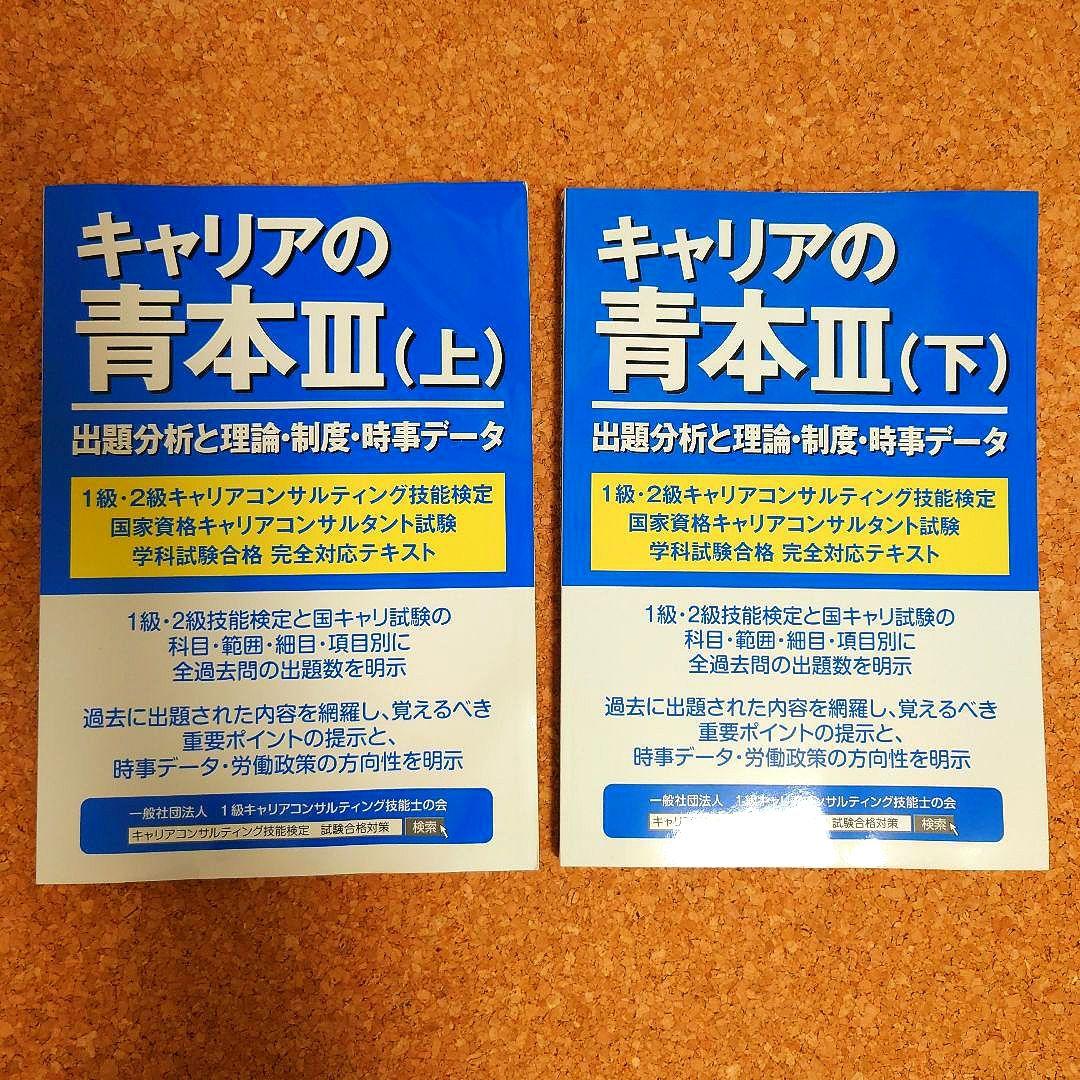 キャリアの
青本Ⅲ(上)
出題分析と理論・制度・時事データ
1級・2級キャリアコンサルティング技能検定
国家資格キャリアコンサルタント試験
学科試験合格 完全対応テキスト
1級・2級技能検定と国キャリ試験の
科目・範囲・細目・項目別に
全過去問の出題数を明示
過去に出題された内容を網羅し、覚えるべき
重要ポイントの提示と、
時事データ・労働政策の方向性を明示
一般社団法人 1級キャリアコンサルティング技能士の会
キャリアコンサルティング技能検定 試験合格対策 検索
キャリアの
青本Ⅲ(下)
出題分析と理論・制度・時事データ
1級・2級キャリアコンサルティング技能検定
国家資格キャリアコンサルタント試験
学科試験合格 完全対応テキスト
1級・2級技能検定と国キャリ試験の
科目・範囲・細目・項目別に
全過去問の出題数を明示
過去に出題された内容を網羅し、覚えるべき
重要ポイントの提示と、
時事データ・労働政策の方向性を明示
一般社団法人 1級キャリアコンサルティング技能士の会
試験合格対策 検索